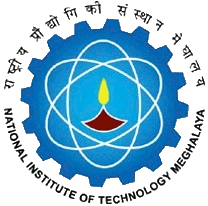 राष्ट्रीय प्रौद्योगिकी संस्थान मेघालय
NATIONAL INSTITUTE OF TECHNOLOGY MEGHALAYA